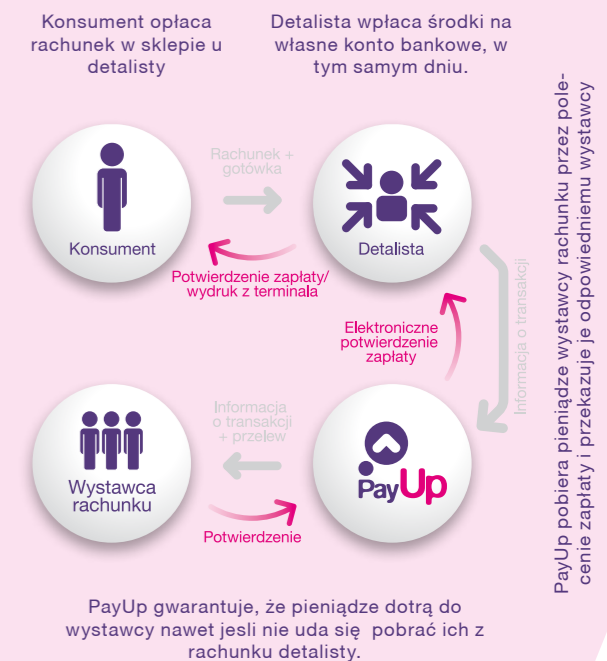 Konsument opłaca
rachunek w sklepie u
detalisty
Detalista wpłaca środki na
własne konto bankowe, w
tym samym dniu.
Rachunek +
gotówka
Konsument
Detalista
Potwierdzenie zapłaty/
wydruk z terminala
Elektroniczne
potwierdzenie
zapłaty
Informacja o transakcji
PayUp pobiera pieniądze wystawcy rachunku przez pole-
cenie zapłaty i przekazuje je odpowiedniemu wystawcy
Informacja
o transakcji
+ przelew
Wystawca
rachunku
PayUp
Potwierdzenie
PayUp gwarantuje, że pieniądze dotrą do
wystawcy nawet jesli nie uda się pobrać ich z
rachunku detalisty.